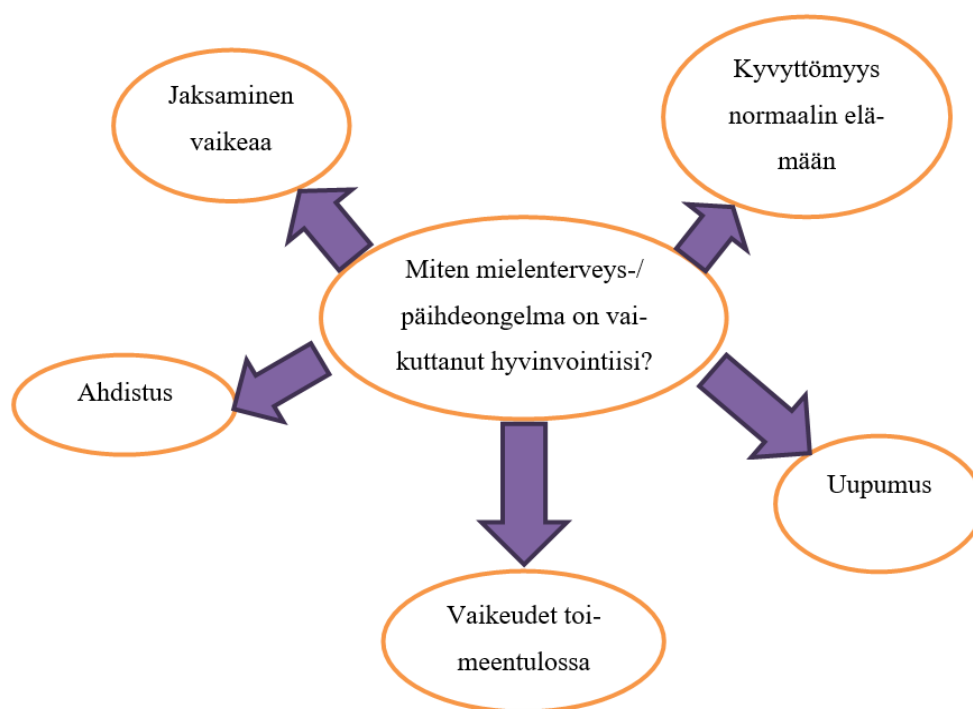 Jaksaminen
vaikeaa
Kyvyttömyys
normaalin elä-
mään
Miten mielenterveys-/
päihdeongelma on vai-
kuttanut hyvinvointiisi?
Ahdistus
Uupumus
Vaikeudet toi-
meentulossa